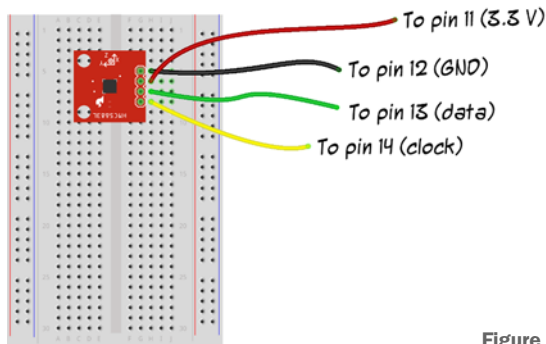 To pin 11 (3.3 V)
To pin 12 (GND)
To pin 13 (data)
To pin 14 (clock)
Figure